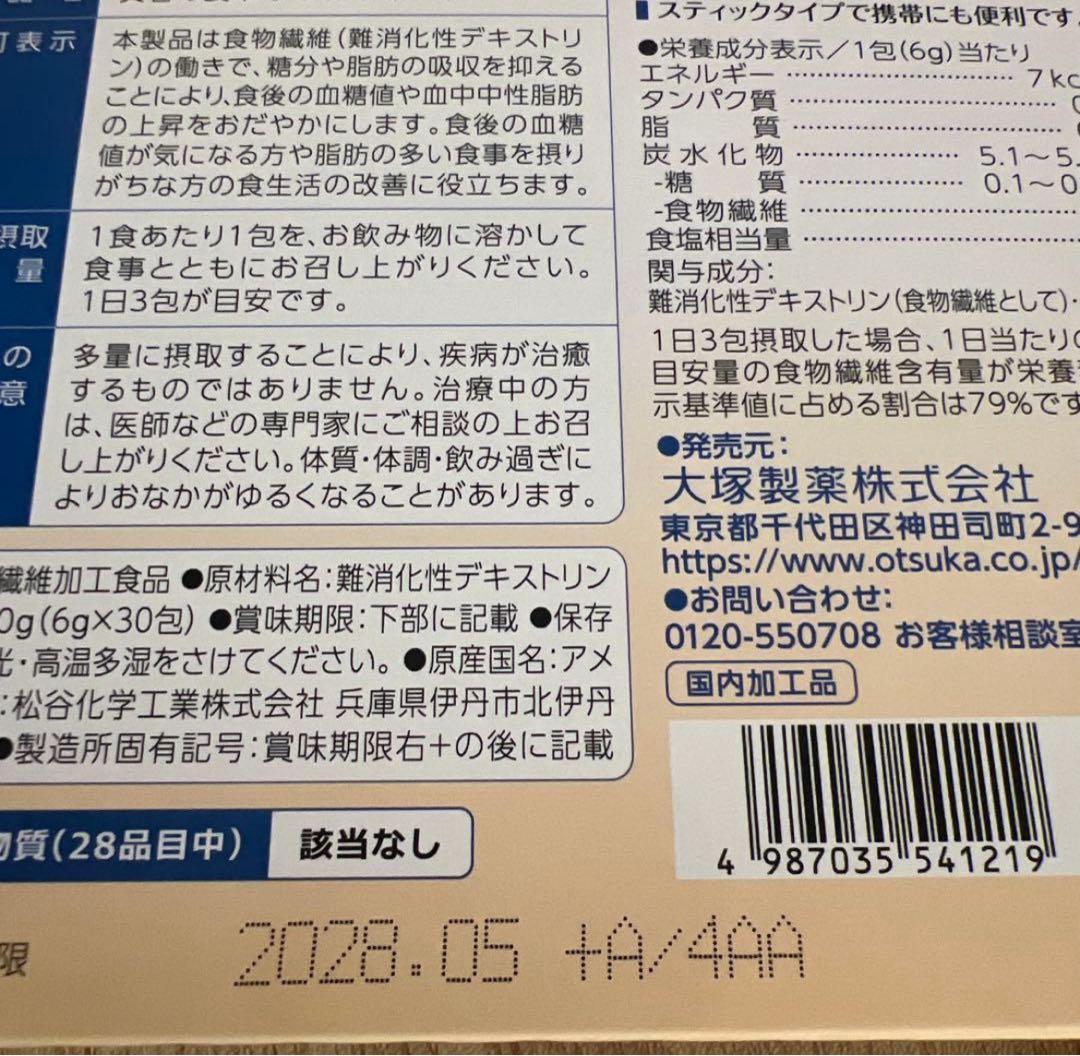 可表示
本製品は食物繊維(難消化性デキストリ
ン)の働きで、糖分や脂肪の吸収を抑える
ことにより、食後の血糖値や血中中性脂肪
の上昇をおだやかにします。食後の血糖
値が気になる方や脂肪の多い食事を摂り
がちな方の食生活の改善に役立ちます。
摂取
量
1食あたり1包を、お飲み物に溶かして
食事とともにお召し上がりください。
1日3包が目安です。
の
意
多量に摂取することにより、疾病が治癒
するものではありません。治療中の方
は、医師などの専門家にご相談の上お召
し上がりください。体質・体調・飲み過ぎに
よりおなかがゆるくなることがあります。
繊維加工食品 ●原材料名:難消化性デキストリン
0g(6g×30包) ●賞味期限:下部に記載 ●保存
光・高温多湿をさけてください。 ●原産国名:アメ
:松谷化学工業株式会社 兵庫県伊丹市北伊丹
●製造所固有記号:賞味期限右+の後に記載
物質(28品目中) 該当なし
限 2028.05 +A/4AA
スティックタイプで携帯にも便利です。
●栄養成分表示/1包(6g)当たり
エネルギー 7kc
タンパク質
脂質
炭水化物 5.1~5.
-糖質 0.1~0
-食物繊維
食塩相当量
関与成分:
難消化性デキストリン(食物繊維として)
1日3包摂取した場合、1日当たりの
目安量の食物繊維含有量が栄養
示基準値に占める割合は79%です
●発売元:
大塚製薬株式会社
東京都千代田区神田司町2-9
https://www.otsuka.co.jp/
●お問い合わせ:
0120-550708 お客様相談室
国内加工品
4 987035 541219